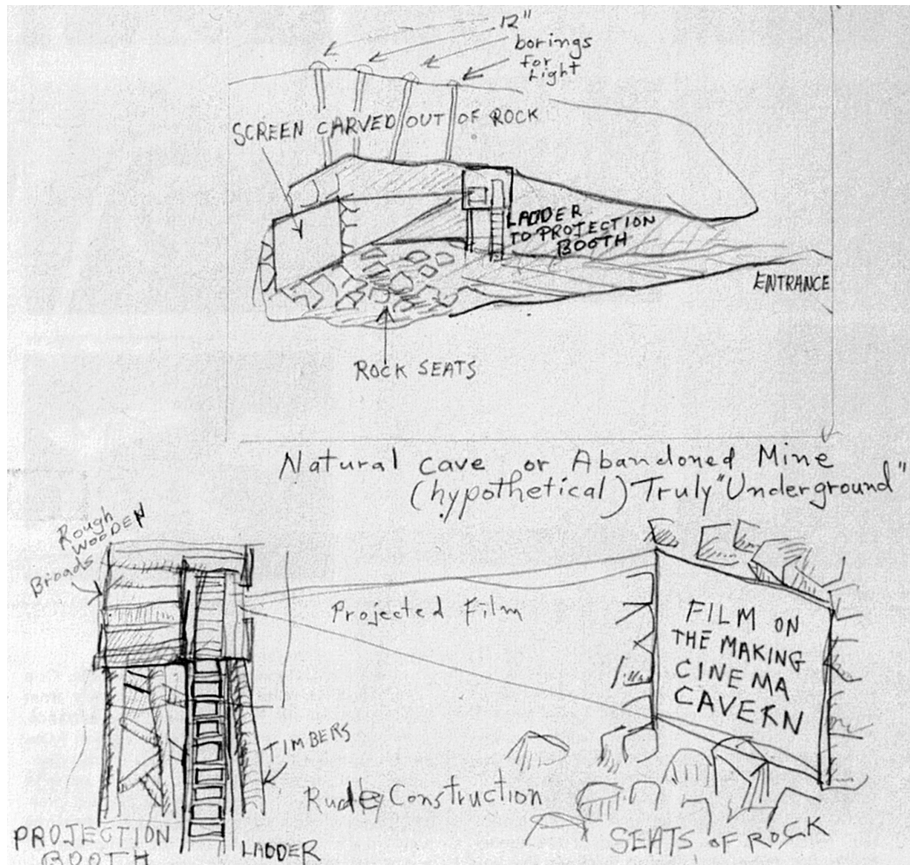 12"
borings
for
Light
SCREEN CARVED OUT OF ROCK
LADDER
TO PROJECTION
BOOTH
ENTRANCE
ROCK SEATS
Natural Cave or Abandoned Mine
(hypothetical) Truly "Underground"
Rough
WOODEN
Broads
Projected Film
FILM ON
THE MAKING
CINEMA
CAVERN
TIMBERS
Rude Construction
PROJECTION
BOOTH
LADDER
SEATS OF ROCK